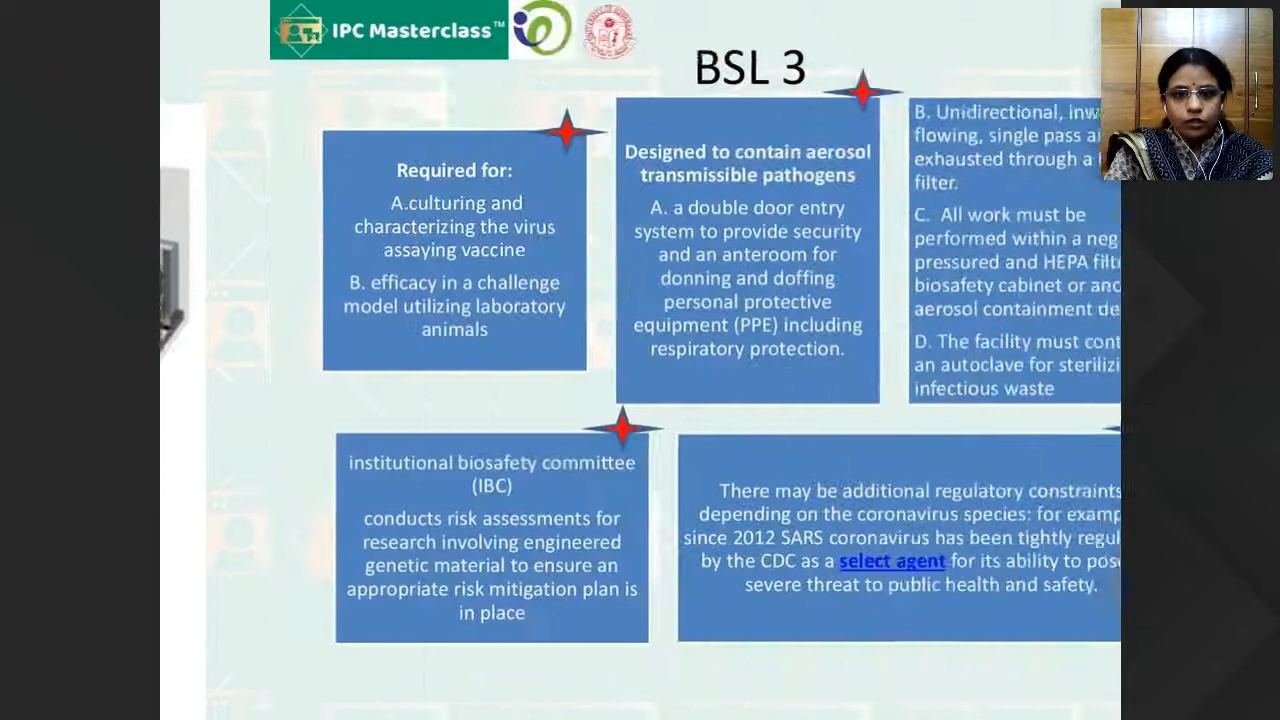 IPC Masterclass™
BSL 3
Required for:
A.culturing and
characterizing the virus
assaying vaccine
B. efficacy in a challenge
model utilizing laboratory
animals
Designed to contain aerosol
transmissible pathogens
A. a double door entry
system to provide security
and an anteroom for
donning and doffing
personal protective
equipment (PPE) including
respiratory protection.
B. Unidirectional,
flowing, single pass
exhausted through a
filter.
C. All work must be
performed within a
pressured and HEPA
biosafety cabinet or
aerosol containment
D. The facility must
an autoclave for
infectious waste
institutional biosafety committee
(IBC)
conducts risk assessments for
research involving engineered
genetic material to ensure an
appropriate risk mitigation plan is
in place
There may be additional regulatory constraints
depending on the coronavirus species: for
since 2012 SARS coronavirus has been tightly
by the CDC as a select agent for its ability to
severe threat to public health and safety.